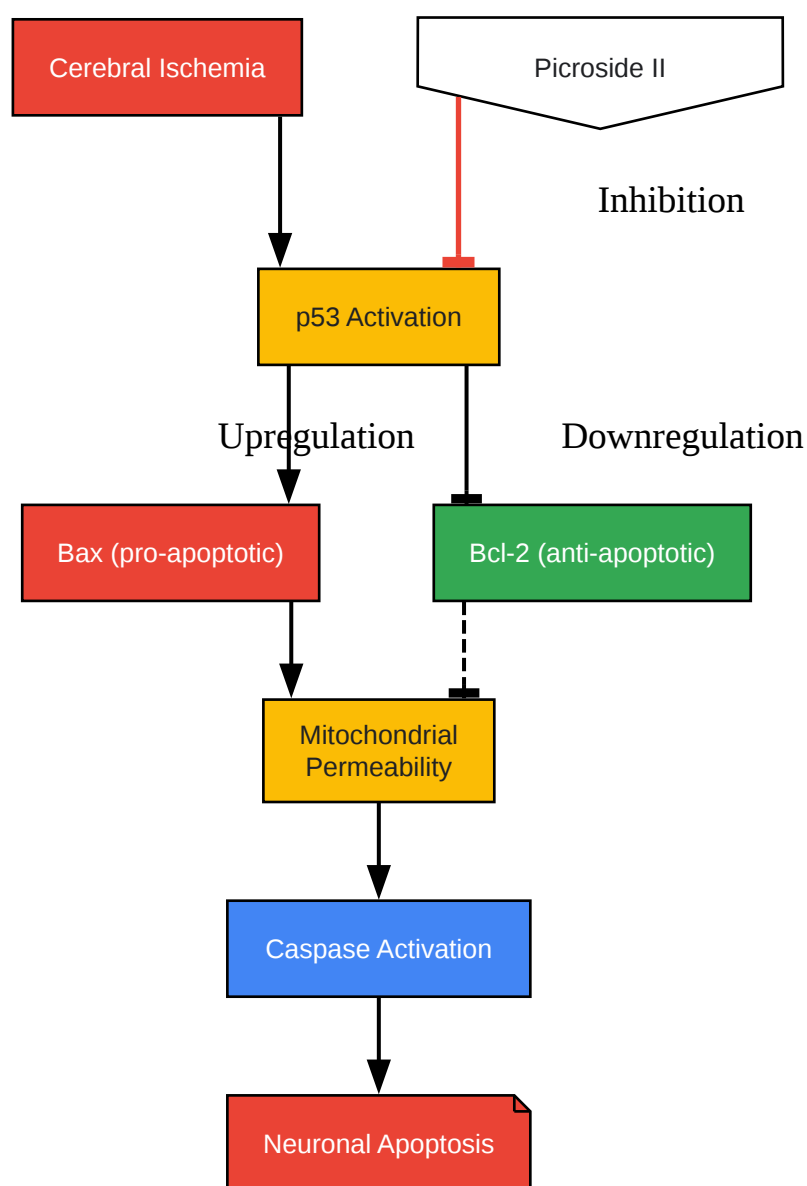 Cerebral Ischemia
Picroside II
Inhibition
p53 Activation
Upregulation
Downregulation
Bax (pro-apoptotic)
Bcl-2 (anti-apoptotic)
Mitochondrial
Permeability
Caspase Activation
Neuronal Apoptosis